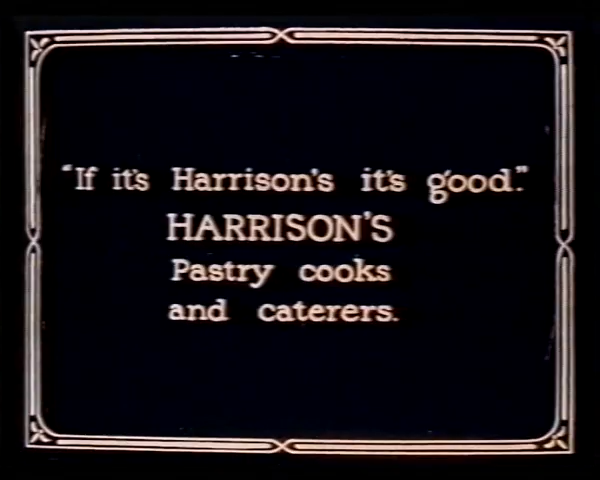 "If it's Harrison's it's good."
HARRISON'S
Pastry cooks
and caterers.